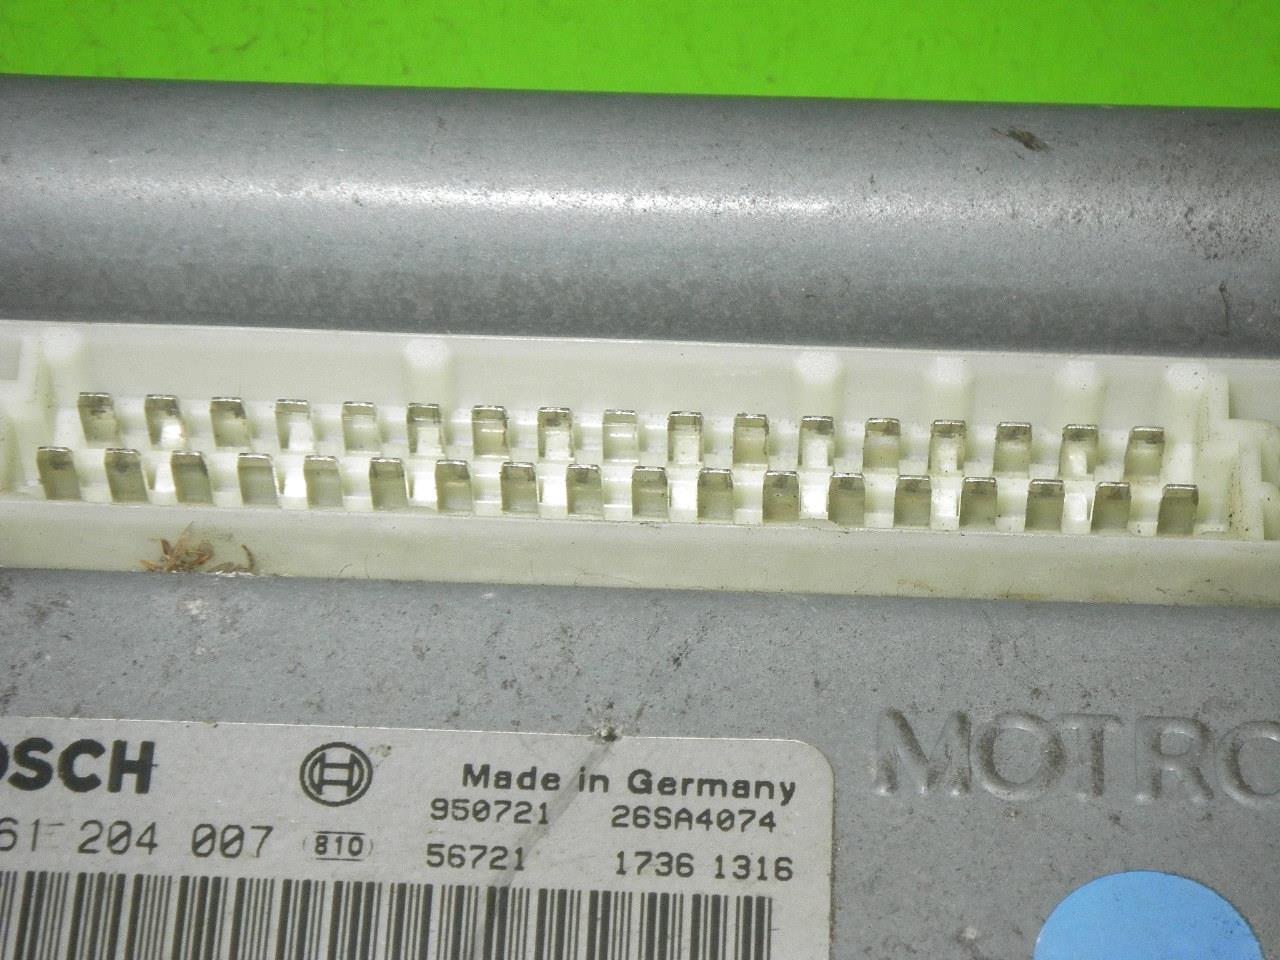 OSCH
Made in Germany
950721 26SA4074
61 204 007 810 56721 1736 1316
MOTRO